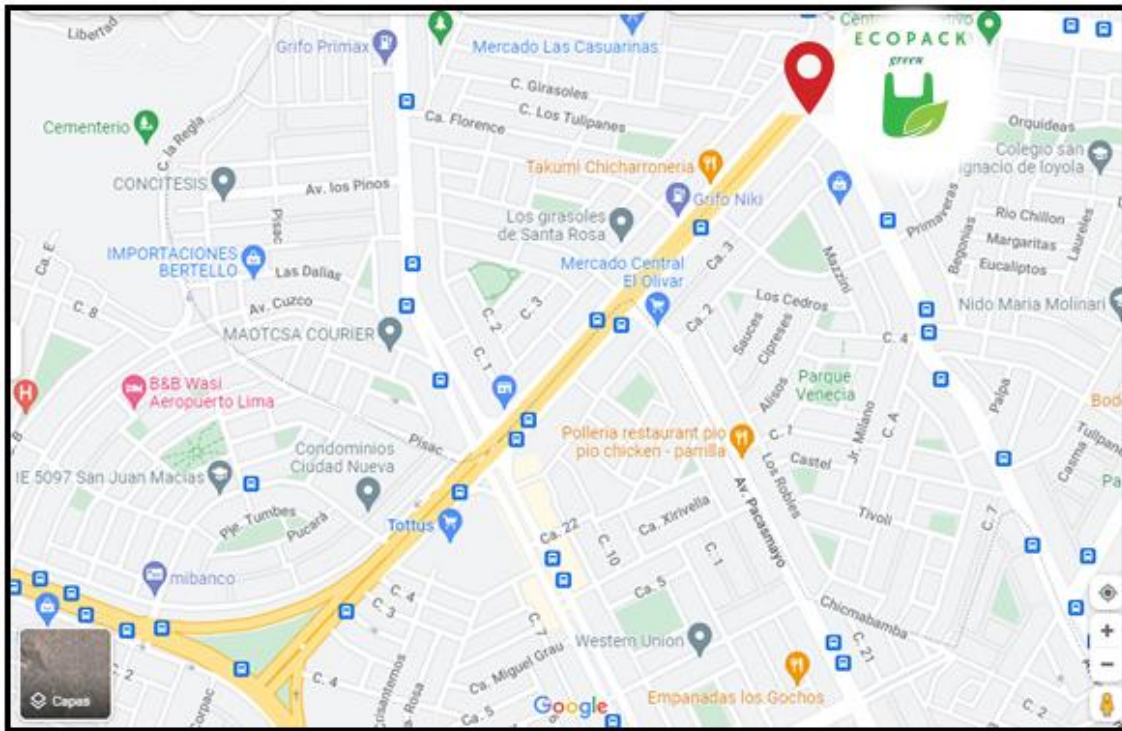 Libertad
Grifo Primax
Mercado Las Casuarinas
ECOPACK
green
C. Girasoles
C. Los Tulipanes
Ca. Florence
Cementerio
C. la Regla
Orquideas
Colegio san
ignacio de loyola
Takumi Chicharroneria
CONCITESIS
Av. los Pinos
Grifo Niki
Primaveras
Pisac
Los girasoles
de Santa Rosa
Rio Chillon
Margaritas
Eucaliptos
Begonias
Laureles
Ca. E
IMPORTACIONES
BERTELLO
Las Dalias
Mercado Central
El Olivar
Ca. 3
Mazzini
Av. Cuzco
C. 8
C. 2
C. 3
Los Cedros
Nido Maria Molinari
MAOTCSA COURIER
Ca. 2
Sauces
Cipreses
C. 4
C. 1
B&B Wasi
Aeropuerto Lima
Parque
Venecia
Alisos
Palpa
Jr. Milano
C. A
Pisac
Polleria restaurant pio
pio chicken - parrilla
C. 1
Castel
Condominios
Ciudad Nueva
IE 5097 San Juan Macias
Los Robles
Casma
Av. Pacasmayo
Pje. Tumbes
Pucará
Tottus
Ca. 22
Ca. Xirivella
Tivoli
C. 7
C. 10
C. 1
mibanco
C. 4
C. 3
Ca. 5
Chicmabamba
C. 7
Western Union
C. 21
Ca. Miguel Grau
Capas
C. 2
C. 4
Ca. 5
Google
Empanadas los Gochos
C. 2